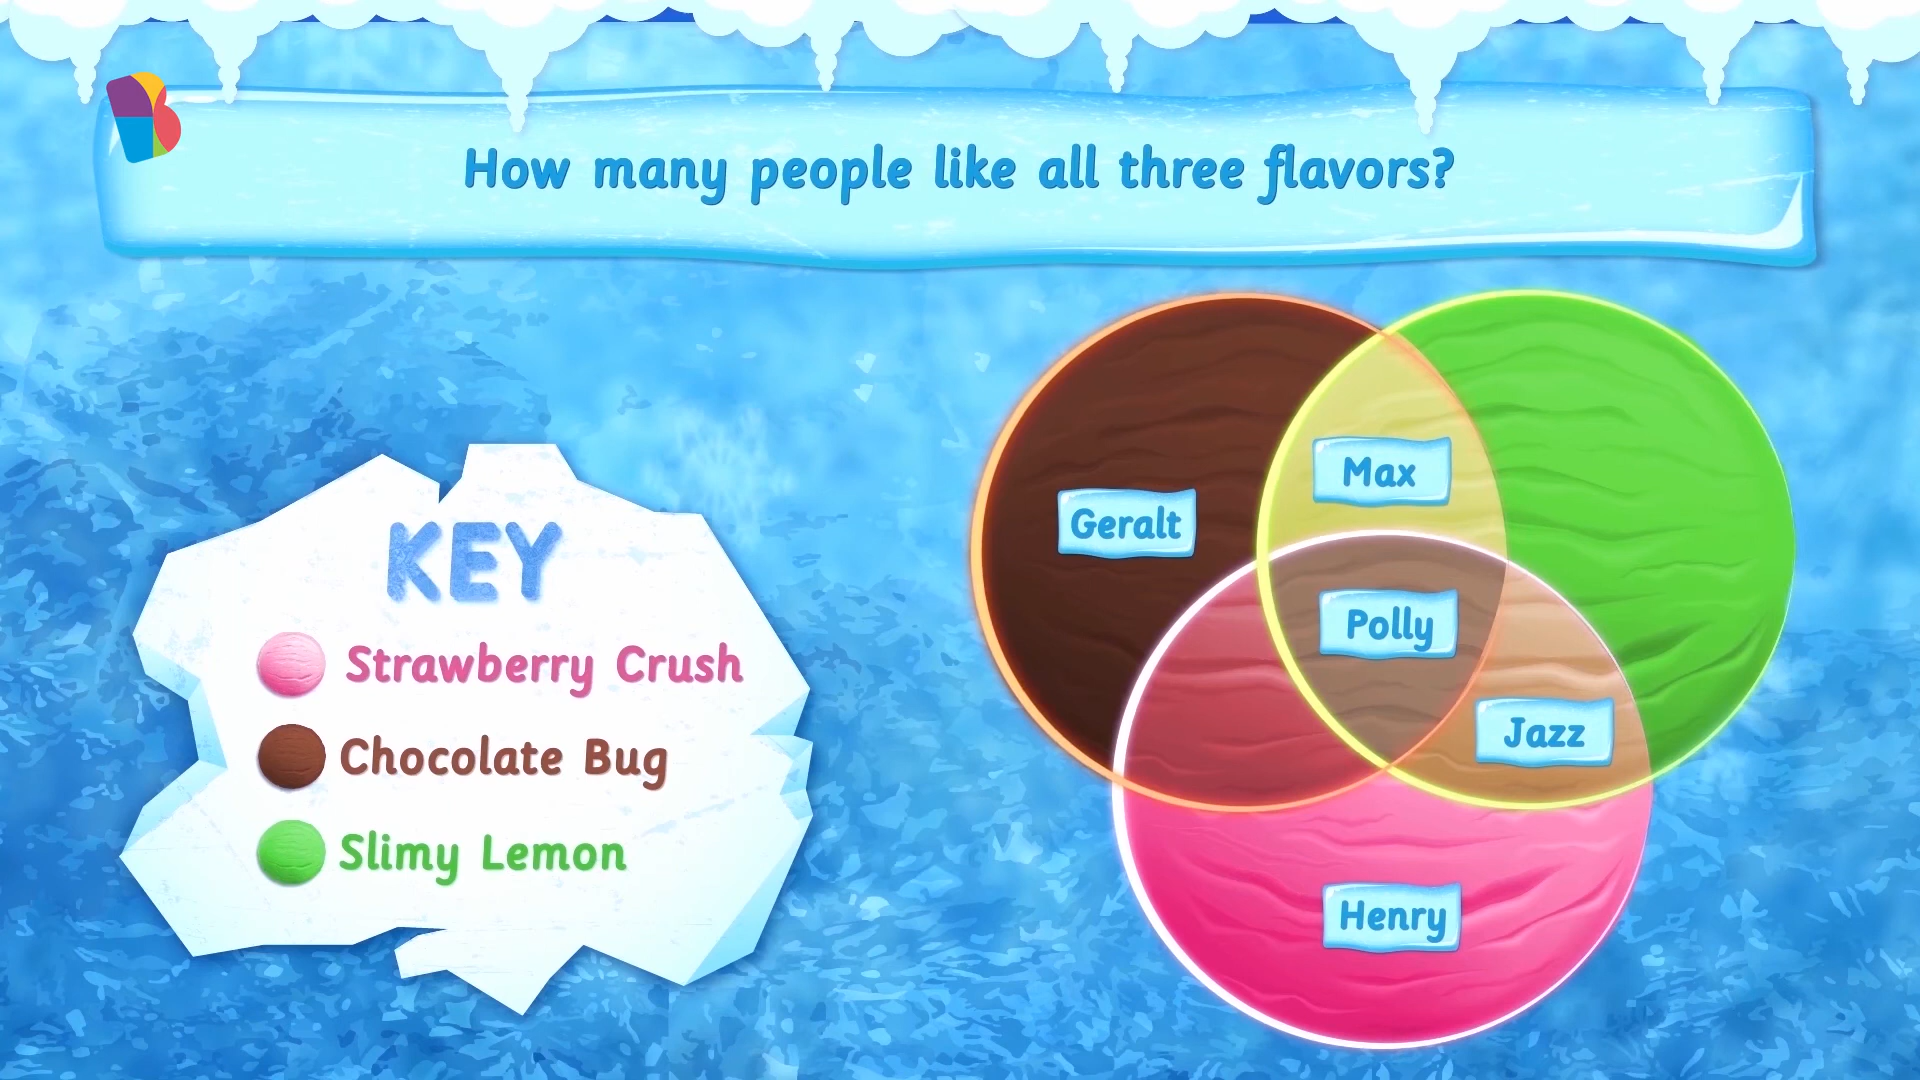 How many people like all three flavors?
Max
Geralt
KEY
Polly
Strawberry Crush
Jazz
Chocolate Bug
Slimy Lemon
Henry